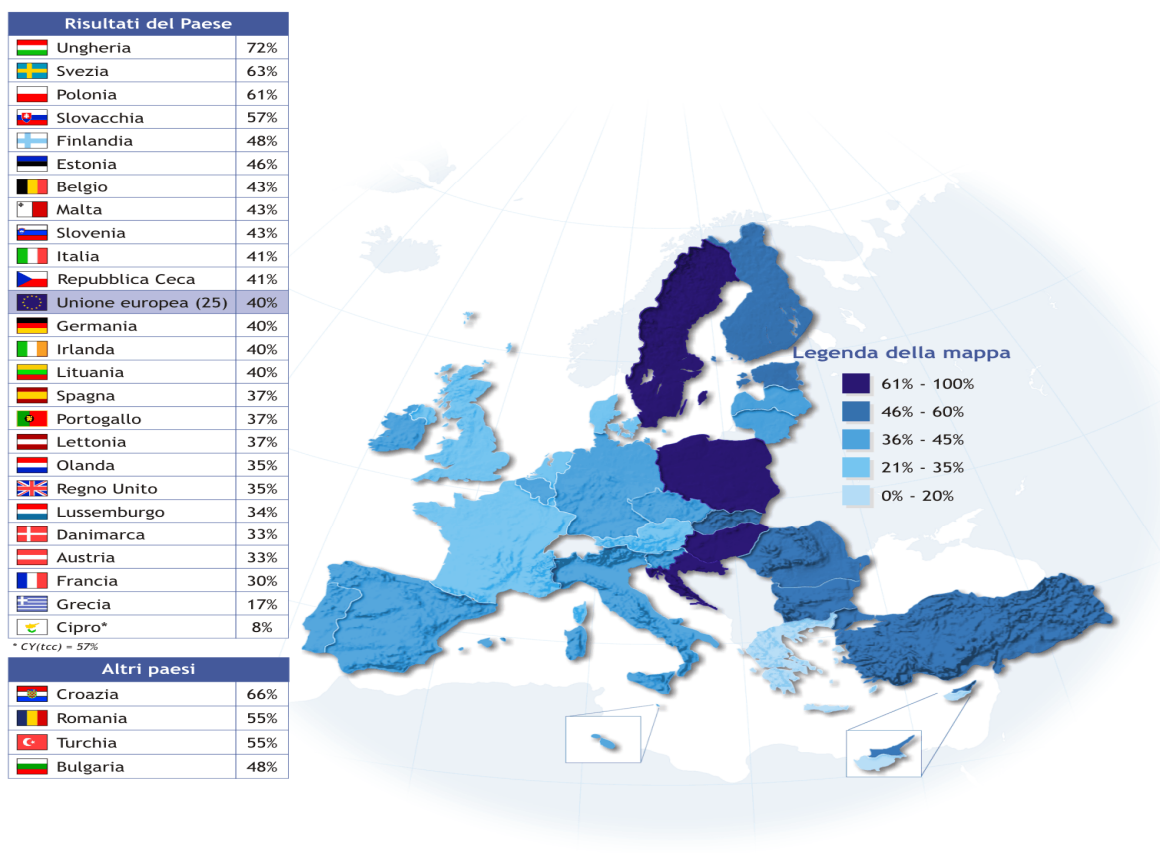 Risultati del Paese
Ungheria 72%
Svezia 63%
Polonia 61%
Slovacchia 57%
Finlandia 48%
Estonia 46%
Belgio 43%
Malta 43%
Slovenia 43%
Italia 41%
Repubblica Ceca 41%
Unione europea (25) 40%
Germania 40%
Irlanda 40%
Lituania 40%
Spagna 37%
Portogallo 37%
Lettonia 37%
Olanda 35%
Regno Unito 35%
Lussemburgo 34%
Danimarca 33%
Austria 33%
Francia 30%
Grecia 17%
Cipro* 8%
* CY(tcc) = 57%
Altri paesi
Croazia 66%
Romania 55%
Turchia 55%
Bulgaria 48%
Legenda della mappa
61% - 100%
46% - 60%
36% - 45%
21% - 35%
0% - 20%